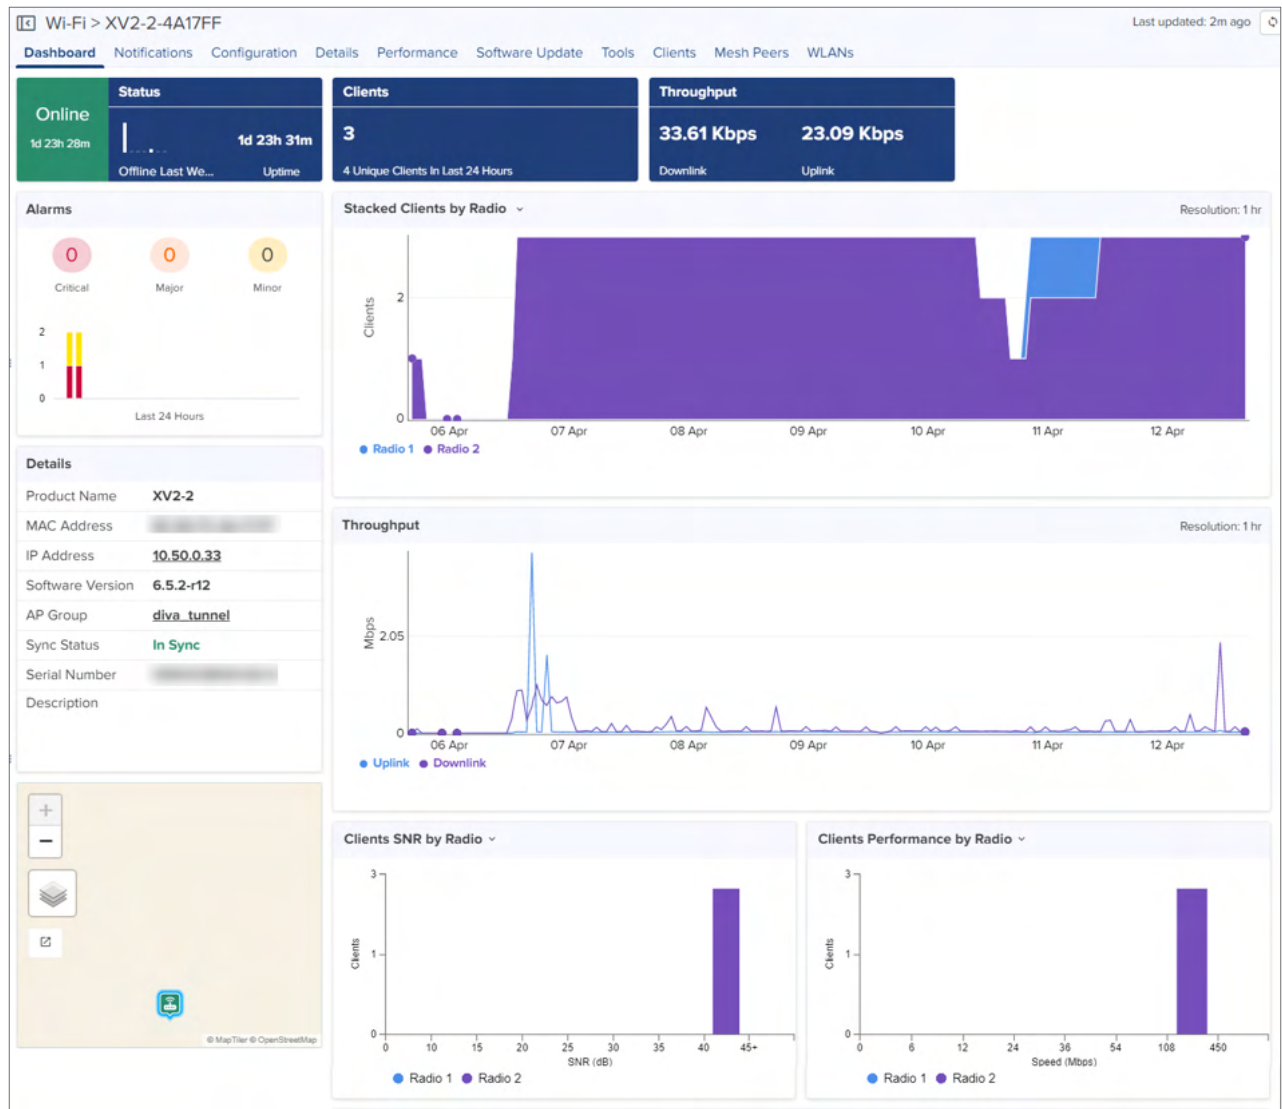 Wi-Fi > XV2-2-4A17FF
Last updated: 2m ago
Dashboard Notifications Configuration Details Performance Software Update Tools Clients Mesh Peers WLANs
Online
1d 23h 28m
Status
1d 23h 31m
Offline Last We...
Uptime
Clients
3
4 Unique Clients In Last 24 Hours
Throughput
33.61 Kbps 23.09 Kbps
Downlink Uplink
Alarms
0 0 0
Critical Major Minor
2
1
0
Last 24 Hours
Details
Product Name XV2-2
MAC Address
IP Address 10.50.0.33
Software Version 6.5.2-r12
AP Group diva_tunnel
Sync Status In Sync
Serial Number
Description
© MapTiler © OpenStreetMap
Stacked Clients by Radio
Resolution: 1 hr
Clients
2
0
06 Apr 07 Apr 08 Apr 09 Apr 10 Apr 11 Apr 12 Apr
Radio 1 Radio 2
Throughput
Resolution: 1 hr
Mbps
2.05
0
06 Apr 07 Apr 08 Apr 09 Apr 10 Apr 11 Apr 12 Apr
Uplink Downlink
Clients SNR by Radio
3
Clients
1
0
0 10 15 20 25 30 35 40 45+
SNR (dB)
Radio 1 Radio 2
Clients Performance by Radio
3
Clients
1
0
0 6 12 24 36 54 108 450
Speed (Mbps)
Radio 1 Radio 2